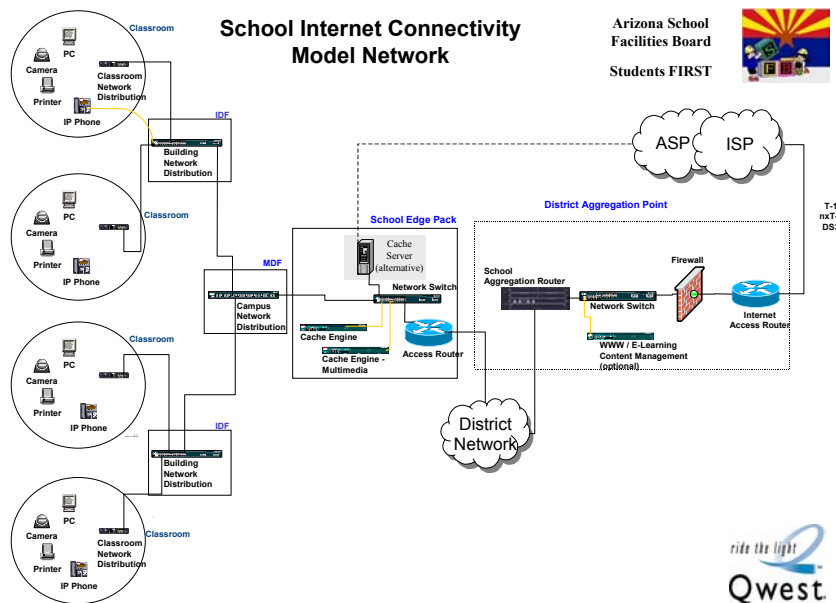 School Internet Connectivity
Model Network
Arizona School
Facilities Board
Students FIRST
S
F
B
Classroom
PC
Camera
Classroom
Network
Distribution
Printer
IP Phone
IDF
Building
Network
Distribution
Classroom
PC
Camera
Printer
IP Phone
MDF
Campus
Network
Distribution
Classroom
PC
Camera
Printer
IP Phone
IDF
Building
Network
Distribution
Classroom
PC
Camera
Classroom
Network
Distribution
Printer
IP Phone
School Edge Pack
Cache
Server
(alternative)
Network Switch
Cache Engine
Cache Engine -
Multimedia
Access Router
ASP
ISP
District Aggregation Point
School
Aggregation Router
Network Switch
Firewall
Internet
Access Router
WWW / E-Learning
Content Management
(optional)
District
Network
T-1
nxT-
DS3
ride the light
Qwest.